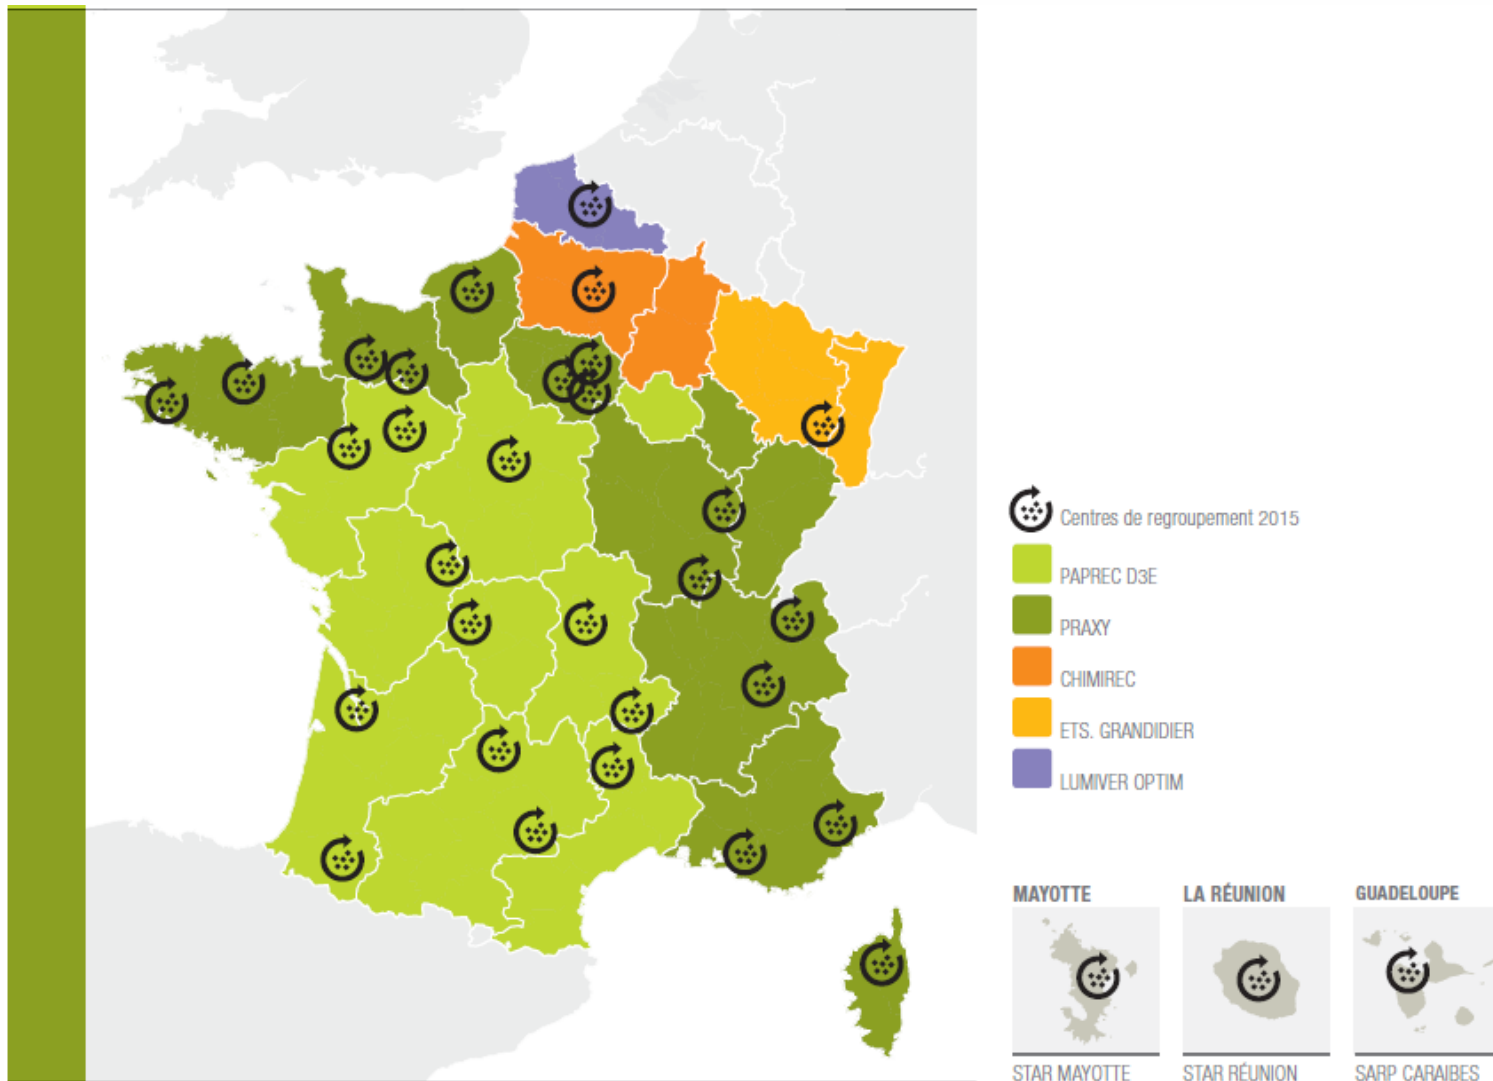 Centres de regroupement 2015
PAPREC D3E
PRAXY
CHIMIREC
ETS. GRANDIDIER
LUMIVER OPTIM
MAYOTTE
LA RÉUNION
GUADELOUPE
STAR MAYOTTE
STAR RÉUNION
SARP CARAIBES